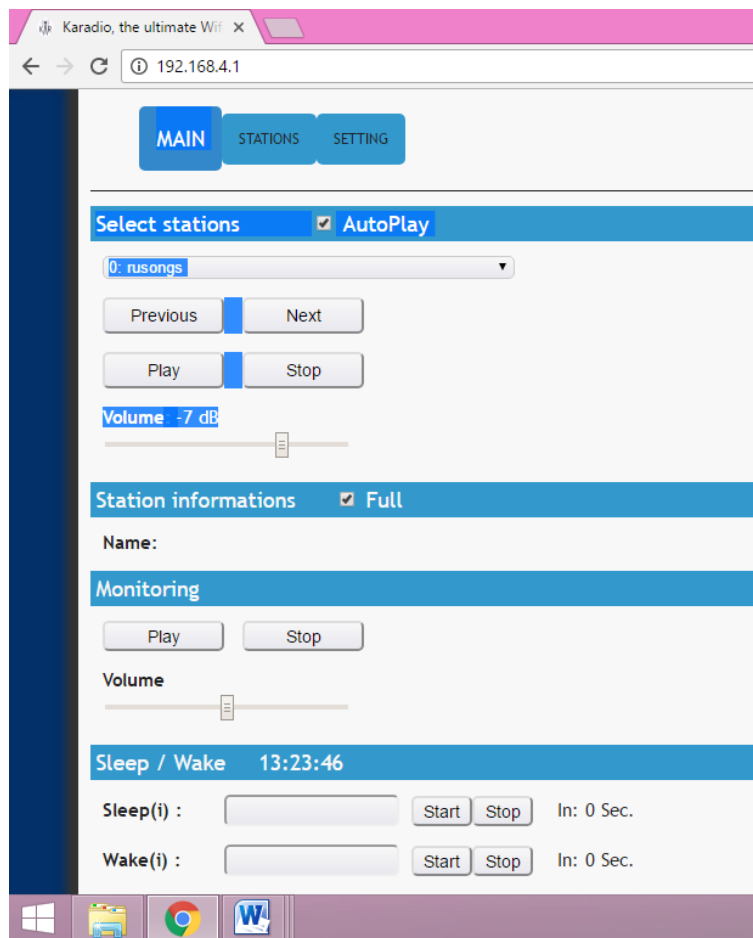 Karadio, the ultimate Wif
192.168.4.1
MAIN STATIONS SETTING
Select stations AutoPlay
0: rusongs
Previous Next
Play Stop
Volume: -7 dB
Station informations Full
Name:
Monitoring
Play Stop
Volume
Sleep / Wake 13:23:46
Sleep(i) : Start Stop In: 0 Sec.
Wake(i) : Start Stop In: 0 Sec.